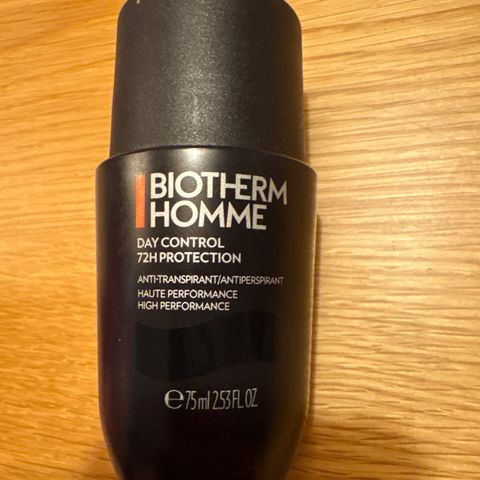 BIOTHERM
HOMME
DAY CONTROL
72H PROTECTION
ANTI-TRANSPIRANT/ANTIPERSPIRANT
HAUTE PERFORMANCE
HIGH PERFORMANCE
℮75 ml 2.53 FL. OZ.